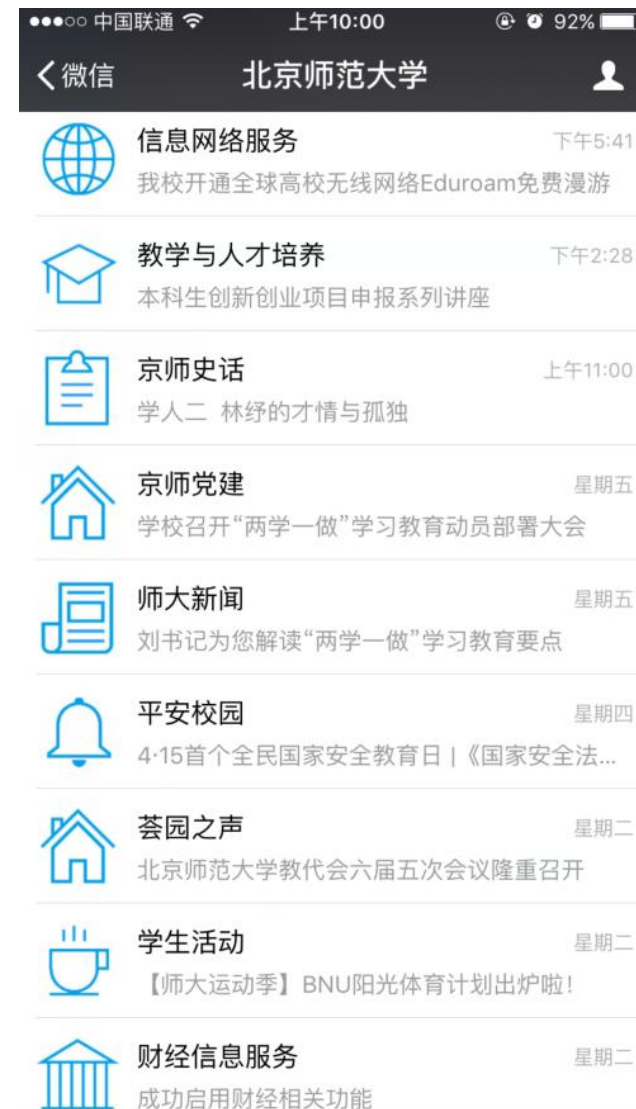 中国联通 上午10:00 92%
微信 北京师范大学
信息网络服务 下午5:41
我校开通全球高校无线网络Eduroam免费漫游
教学与人才培养 下午2:28
本科生创新创业项目申报系列讲座
京师史话 上午11:00
学人二 林纾的才情与孤独
京师党建 星期五
学校召开“两学一做”学习教育动员部署大会
师大新闻 星期五
刘书记为您解读“两学一做”学习教育要点
平安校园 星期四
4·15首个全民国家安全教育日 | 《国家安全法...
荟园之声 星期二
北京师范大学教代会六届五次会议隆重召开
学生活动 星期二
【师大运动季】BNU阳光体育计划出炉啦！
财经信息服务 星期二
成功启用财经相关功能